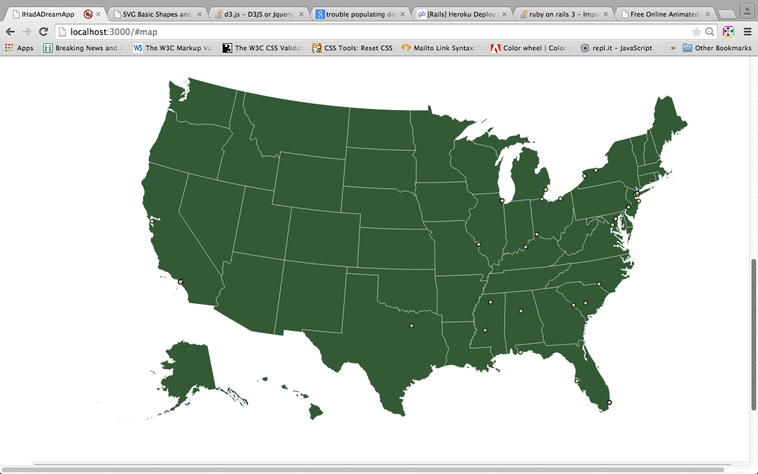 IHadADreamApp
SVG Basic Shapes and
d3.js – D3JS or Jquery
trouble populating da
[Rails] Heroku Deploy
ruby on rails 3 – Impo
Free Online Animated
localhost:3000/#map
Apps
Breaking News and
The W3C Markup Va
The W3C CSS Valida
CSS Tools: Reset CSS
Mailto Link Syntax:
Color wheel | Color
repl.it – JavaScript
»
Other Bookmarks